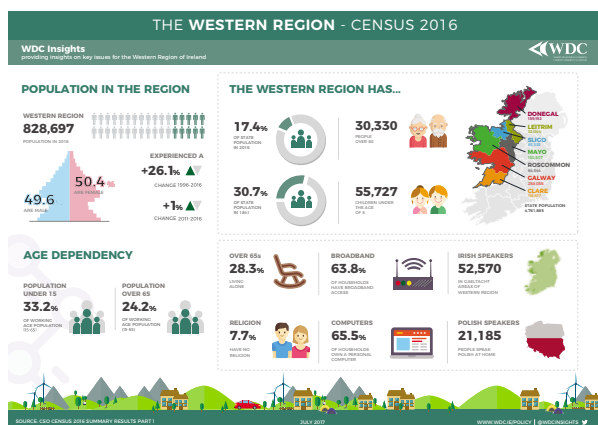 THE WESTERN REGION - CENSUS 2016
WDC Insights
providing insights on key issues for the Western Region of Ireland
WDC
POPULATION IN THE REGION
WESTERN REGION
828,697
POPULATION IN 2016
EXPERIENCED A
+26.1%
CHANGE 1996-2016
+1%
CHANGE 2011-2016
50.4%
ARE FEMALE
49.6
ARE MALE
THE WESTERN REGION HAS...
17.4%
OF STATE
POPULATION
IN 2016
30,330
PEOPLE
OVER 80
30.7%
OF STATE
POPULATION
IN 1841
55,727
CHILDREN UNDER
THE AGE
OF 5
DONEGAL
LEITRIM
SLIGO
MAYO
ROSCOMMON
GALWAY
CLARE
STATE POPULATION
4,761,865
AGE DEPENDENCY
POPULATION
UNDER 15
33.2%
OF WORKING
AGE POPULATION
POPULATION
OVER 65
24.2%
OF WORKING
AGE POPULATION
OVER 65s
28.3%
LIVING
ALONE
BROADBAND
63.8%
OF HOUSEHOLDS
HAVE BROADBAND
ACCESS
IRISH SPEAKERS
52,570
IN GAELTACHT
AREAS OF
WESTERN REGION
RELIGION
7.7%
HAVE NO
RELIGION
COMPUTERS
65.5%
OF HOUSEHOLDS
OWN A PERSONAL
COMPUTER
POLISH SPEAKERS
21,185
PEOPLE SPEAK
POLISH AT HOME
SOURCE: CSO CENSUS 2016 SUMMARY RESULTS PART 1
JULY 2017
WWW.WDC.IE/POLICY | @WDCINSIGHTS